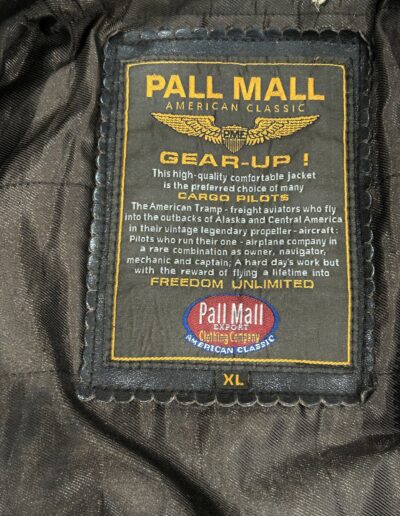 PALL MALL
AMERICAN CLASSIC
PME
GEAR-UP !
This high-quality comfortable jacket
is the preferred choice of many
CARGO PILOTS
The American Tramp - freight aviators who fly
into the outbacks of Alaska and Central America
in their vintage legendary propeller - aircraft :
Pilots who run their one - airplane company in
a rare combination as owner, navigator,
mechanic and captain; A hard day's work but
with the reward of flying a lifetime into
FREEDOM UNLIMITED
Pall Mall
EXPORT
Clothing Company
AMERICAN CLASSIC
XL